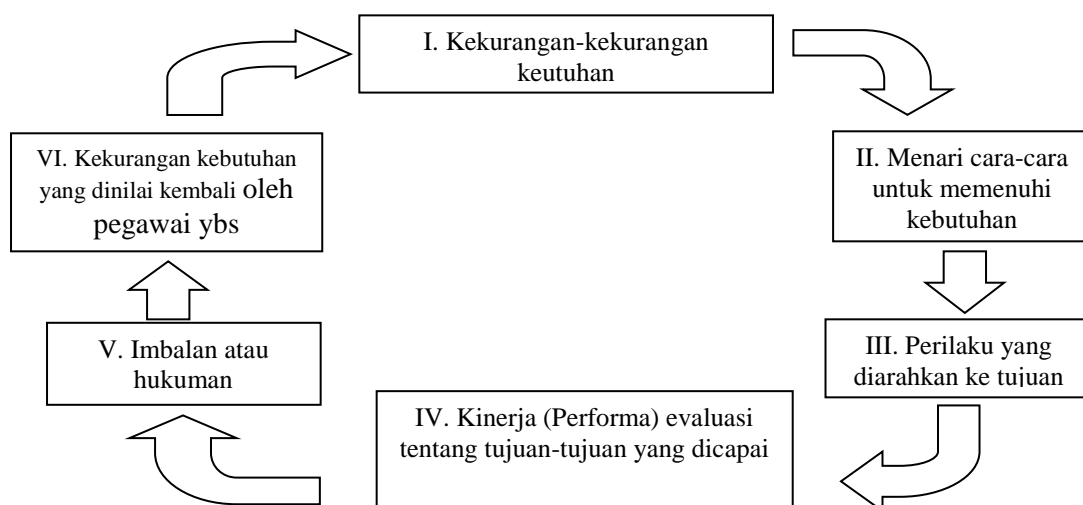 I. Kekurangan-kekurangan
keutuhan
II. Menari cara-cara
untuk memenuhi
kebutuhan
III. Perilaku yang
diarahkan ke tujuan
IV. Kinerja (Performa) evaluasi
tentang tujuan-tujuan yang dicapai
V. Imbalan atau
hukuman
VI. Kekurangan kebutuhan
yang dinilai kembali oleh
pegawai ybs